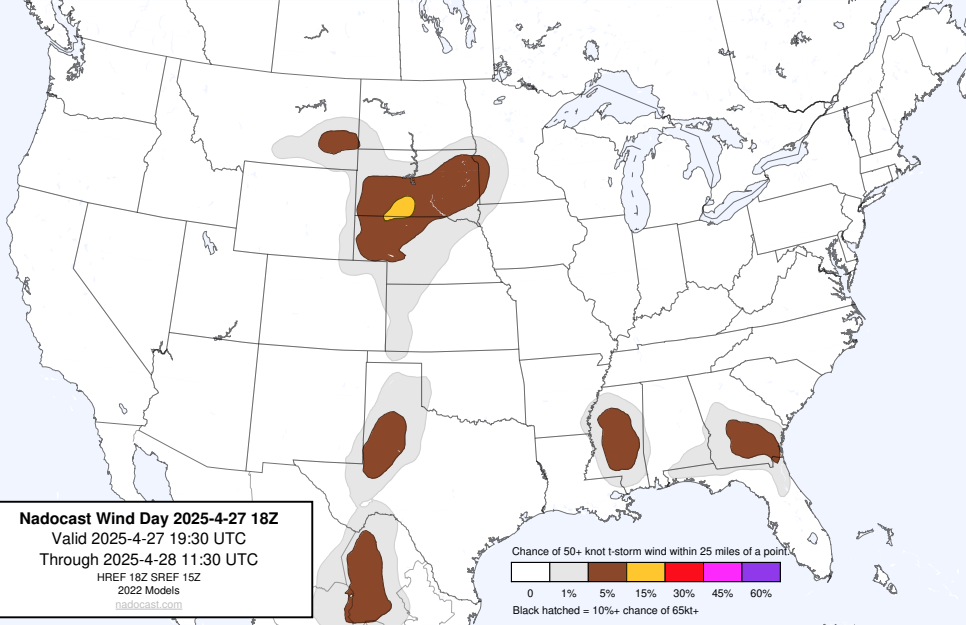 Nadocast Wind Day 2025-4-27 18Z
Valid 2025-4-27 19:30 UTC
Through 2025-4-28 11:30 UTC
HREF 18Z SREF 15Z
2022 Models
nadocast.com
Chance of 50+ knot t-storm wind within 25 miles of a point.
0 1% 5% 15% 30% 45% 60%
Black hatched = 10%+ chance of 65kt+